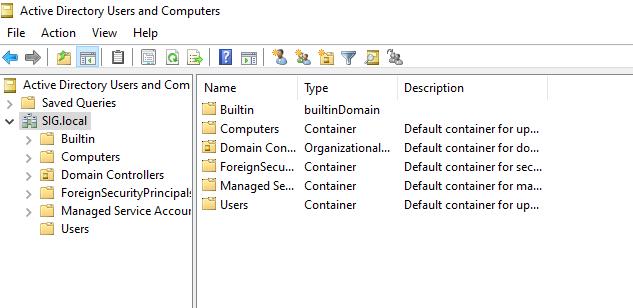 Active Directory Users and Computers
File Action View Help
Active Directory Users and Com
Saved Queries
SIG.local
Builtin
Computers
Domain Controllers
ForeignSecurityPrincipals
Managed Service Accour
Users
Name Type Description
Builtin builtinDomain
Computers Container Default container for up...
Domain Con... Organizational... Default container for do...
ForeignSecu... Container Default container for sec...
Managed Se... Container Default container for ma...
Users Container Default container for up...